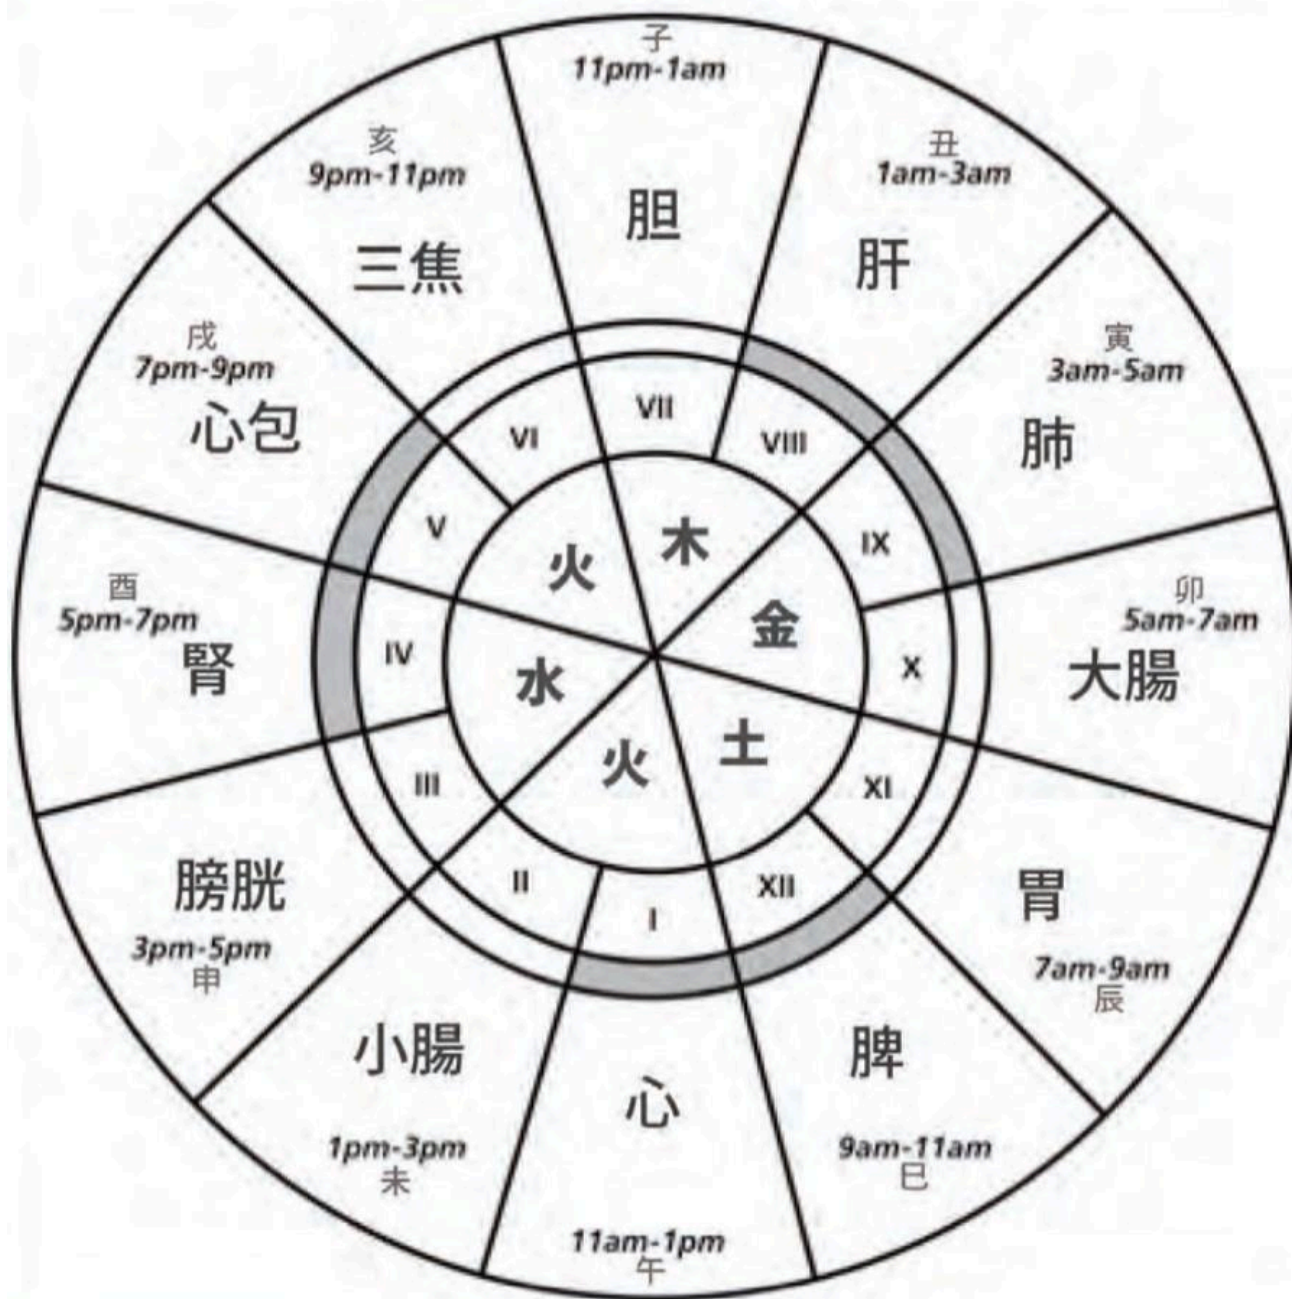 子
11pm-1am
胆
丑
1am-3am
肝
寅
3am-5am
肺
卯
5am-7am
大腸
胃
7am-9am
辰
脾
9am-11am
巳
心
11am-1pm
午
小腸
1pm-3pm
未
膀胱
3pm-5pm
申
酉
5pm-7pm
腎
戌
7pm-9pm
心包
亥
9pm-11pm
三焦
VII
VIII
IX
X
XI
XII
I
II
III
IV
V
VI
木
金
土
火
水
火